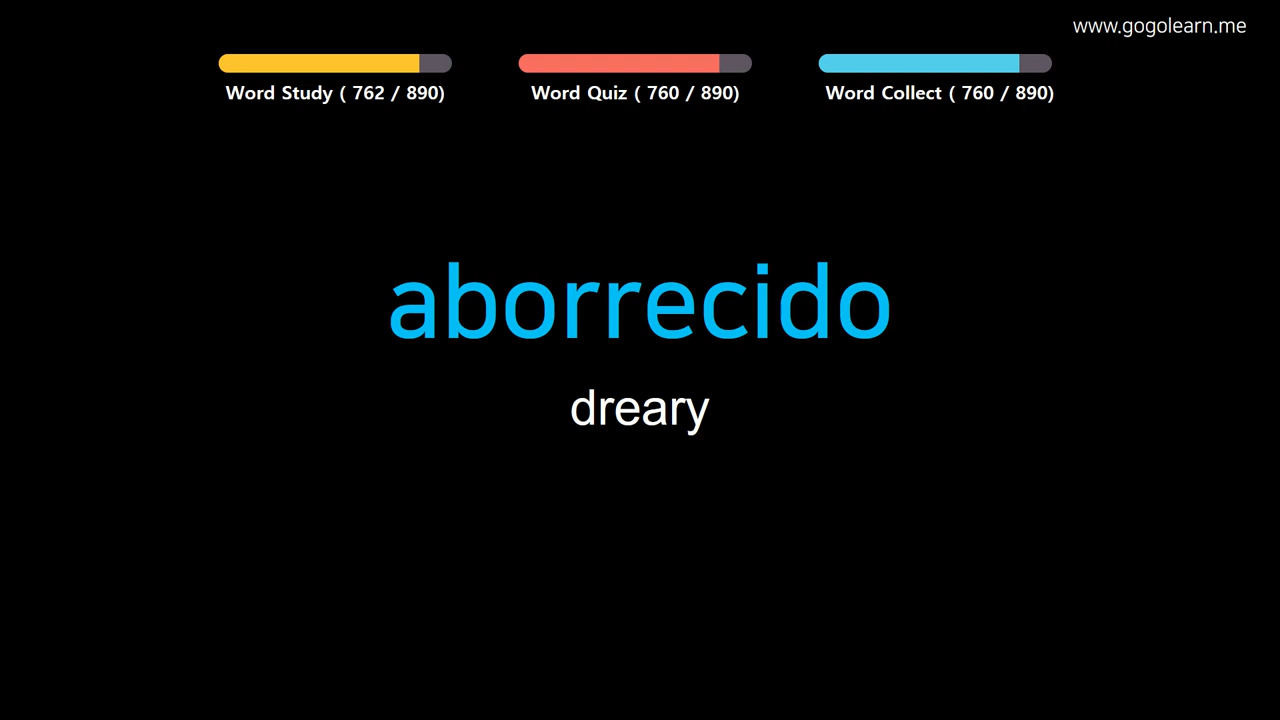 www.gogolearn.me
Word Study ( 762 / 890)
Word Quiz ( 760 / 890)
Word Collect ( 760 / 890)
aborrecido
dreary